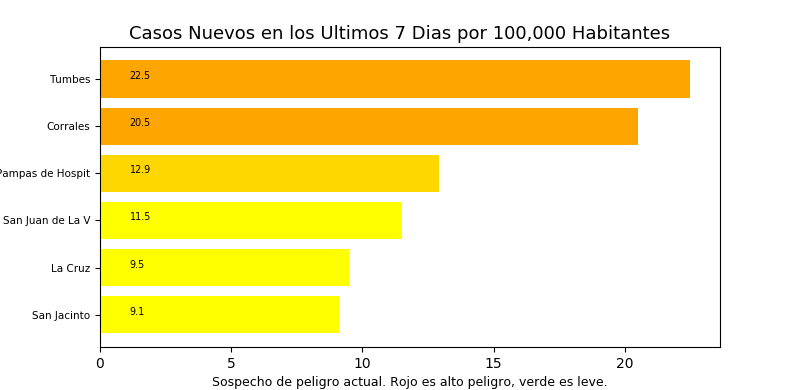 Casos Nuevos en los Ultimos 7 Dias por 100,000 Habitantes
Tumbes 22.5
Corrales 20.5
Pampas de Hospit 12.9
San Juan de La V 11.5
La Cruz 9.5
San Jacinto 9.1
0 5 10 15 20
Sospecho de peligro actual. Rojo es alto peligro, verde es leve.